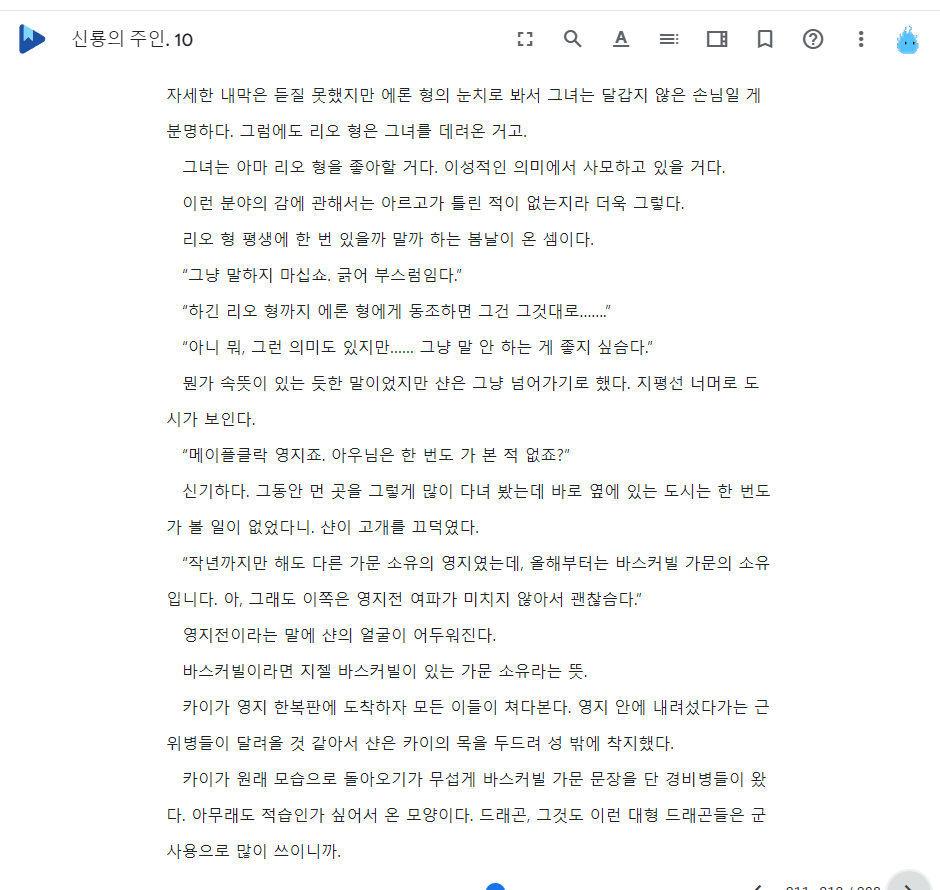 신룡의 주인. 10
자세한 내막은 듣질 못했지만 에론 형의 눈치로 봐서 그녀는 달갑지 않은 손님일 게
분명하다. 그럼에도 리오 형은 그녀를 데려온 거고.
그녀는 아마 리오 형을 좋아할 거다. 이성적인 의미에서 사모하고 있을 거다.
이런 분야의 감에 관해서는 아르고가 틀린 적이 없는지라 더욱 그렇다.
리오 형 평생에 한 번 있을까 말까 하는 봄날이 온 셈이다.
“그냥 말하지 마십쇼. 긁어 부스럼임다.”
“하긴 리오 형까지 에론 형에게 동조하면 그건 그것대로.......”
“아니 뭐, 그런 의미도 있지만...... 그냥 말 안 하는 게 좋지 싶슴다.”
뭔가 속뜻이 있는 듯한 말이었지만 샨은 그냥 넘어가기로 했다. 지평선 너머로 도
시가 보인다.
“메이플클락 영지죠. 아우님은 한 번도 가 본 적 없죠?”
신기하다. 그동안 먼 곳을 그렇게 많이 다녀 봤는데 바로 옆에 있는 도시는 한 번도
가 볼 일이 없었다니. 샨이 고개를 끄덕였다.
“작년까지만 해도 다른 가문 소유의 영지였는데, 올해부터는 바스커빌 가문의 소유
입니다. 아, 그래도 이쪽은 영지전 여파가 미치지 않아서 괜찮슴다.”
영지전이라는 말에 샨의 얼굴이 어두워진다.
바스커빌이라면 지젤 바스커빌이 있는 가문 소유라는 뜻.
카이가 영지 한복판에 도착하자 모든 이들이 쳐다본다. 영지 안에 내려섰다가는 근
위병들이 달려올 것 같아서 샨은 카이의 목을 두드려 성 밖에 착지했다.
카이가 원래 모습으로 돌아오기가 무섭게 바스커빌 가문 문장을 단 경비병들이 왔
다. 아무래도 적습인가 싶어서 온 모양이다. 드래곤, 그것도 이런 대형 드래곤들은 군
사용으로 많이 쓰이니까.